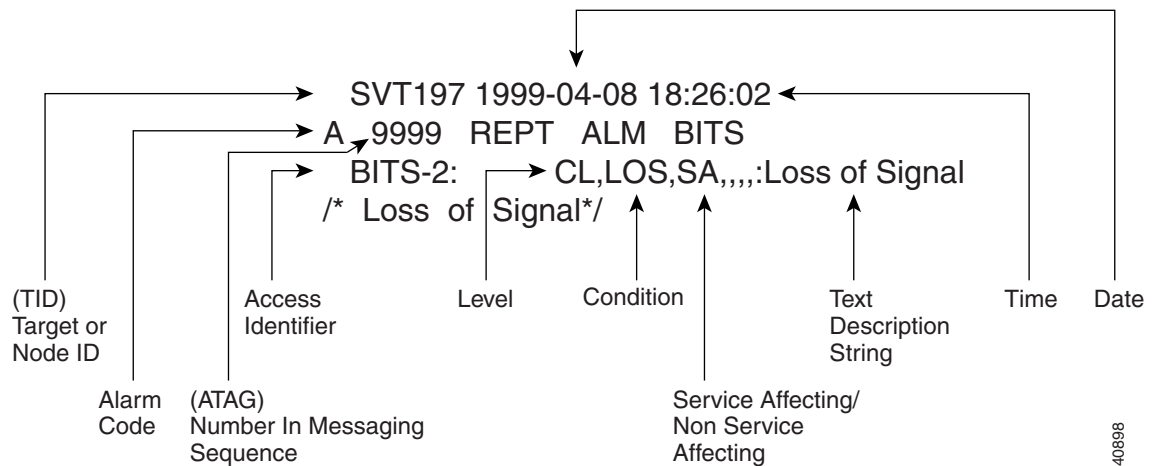 SVT197 1999-04-08 18:26:02
A 9999 REPT ALM BITS
BITS-2: CL,LOS,SA,,,,:Loss of Signal
/* Loss of Signal*/
(TID)
Target or
Node ID
Access
Identifier
Level
Condition
Text
Description
String
Time
Date
Alarm
Code
(ATAG)
Number In Messaging
Sequence
Service Affecting/
Non Service
Affecting
40898